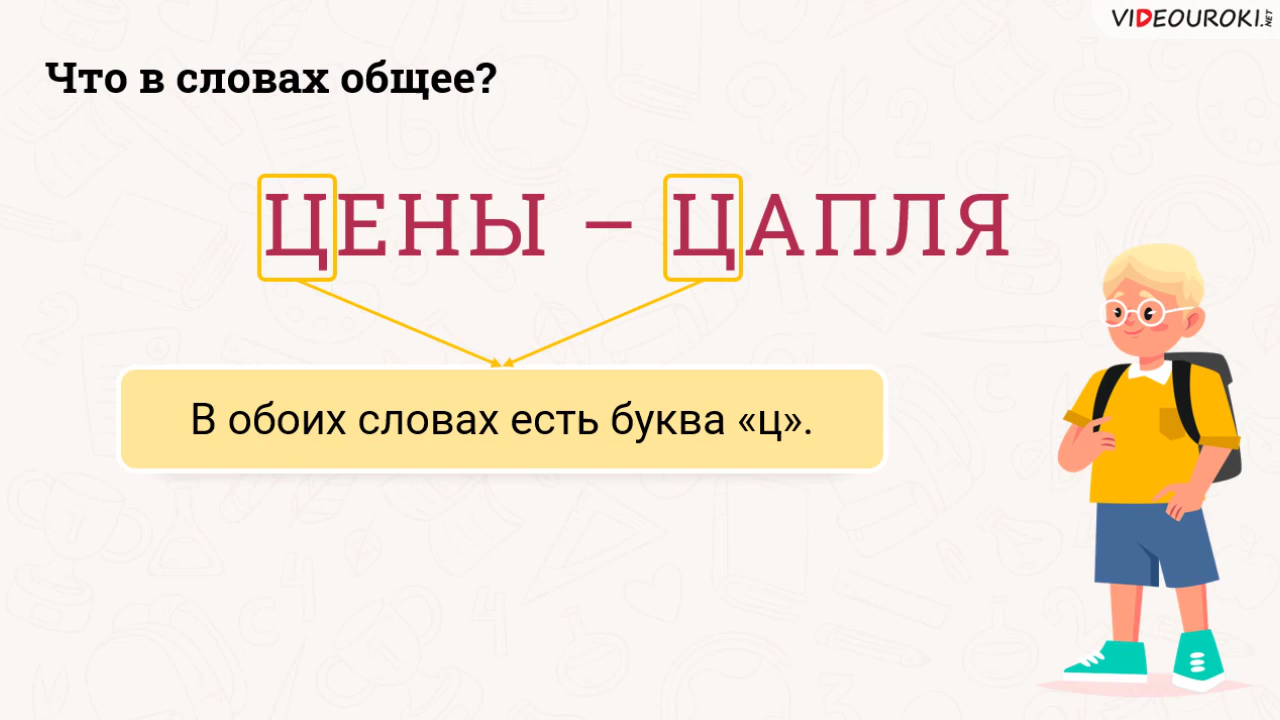 VIDEOUROKI.NET
Что в словах общее?
ЦЕНЫ – ЦАПЛЯ
В обоих словах есть буква «ц».